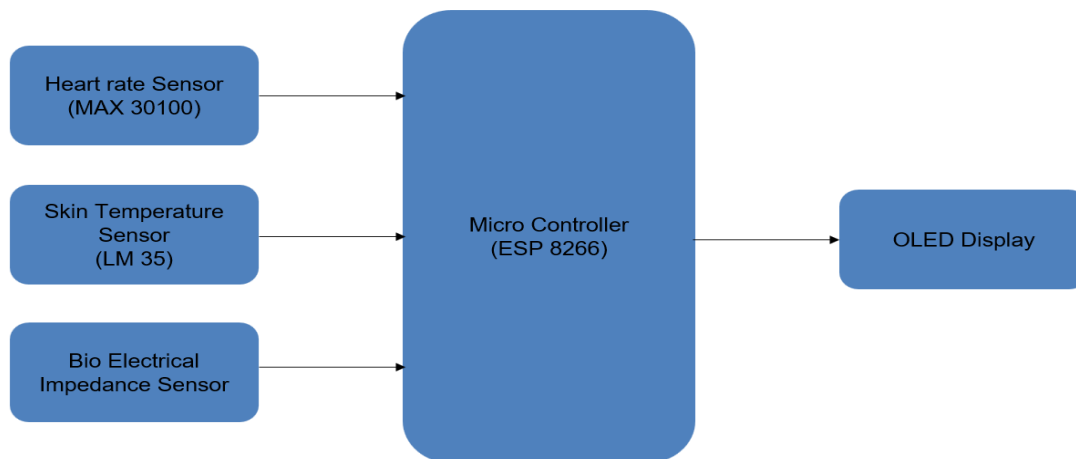 Heart rate Sensor
(MAX 30100)
Skin Temperature
Sensor
(LM 35)
Bio Electrical
Impedance Sensor
Micro Controller
(ESP 8266)
OLED Display